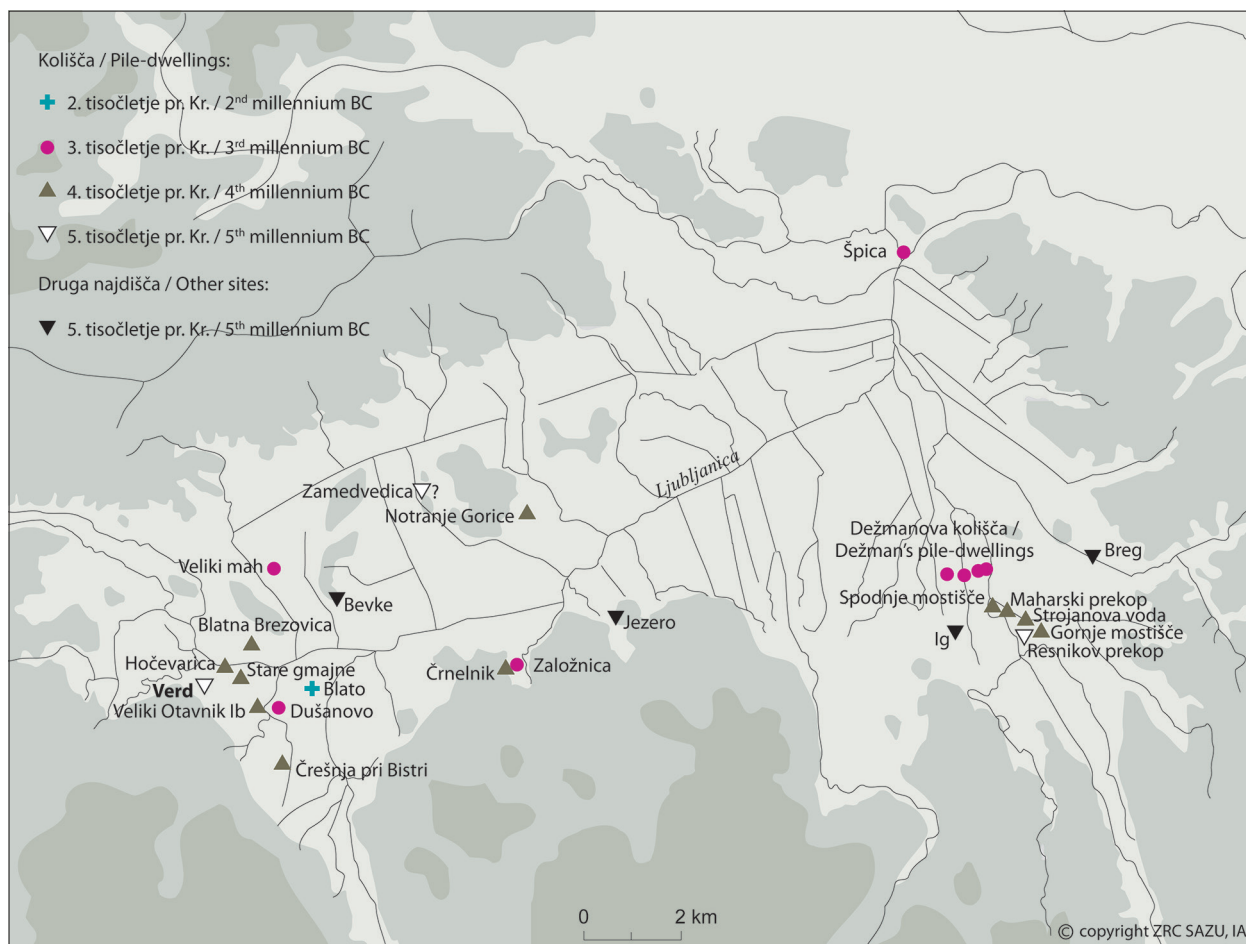 Kolišča / Pile-dwellings:
2. tisočletje pr. Kr. / 2nd millennium BC
3. tisočletje pr. Kr. / 3rd millennium BC
4. tisočletje pr. Kr. / 4th millennium BC
5. tisočletje pr. Kr. / 5th millennium BC
Druga najdišča / Other sites:
5. tisočletje pr. Kr. / 5th millennium BC
Špica
Ljubljanica
Zamedvedica ?
Notranje Gorice
Dežmanova kolišča /
Dežman's pile-dwellings
Breg
Veliki mah
Bevke
Spodnje mostišče
Maharski prekop
Strojanova voda
Gornje mostišče
Resnikov prekop
Ig
Jezero
Blatna Brezovica
Hočevarica
Stare gmajne
Črnelnik
Založnica
Verd
Blato
Veliki Otavnik Ib
Dušanovo
Črešnja pri Bistri
0 2 km
© copyright ZRC SAZU, IA